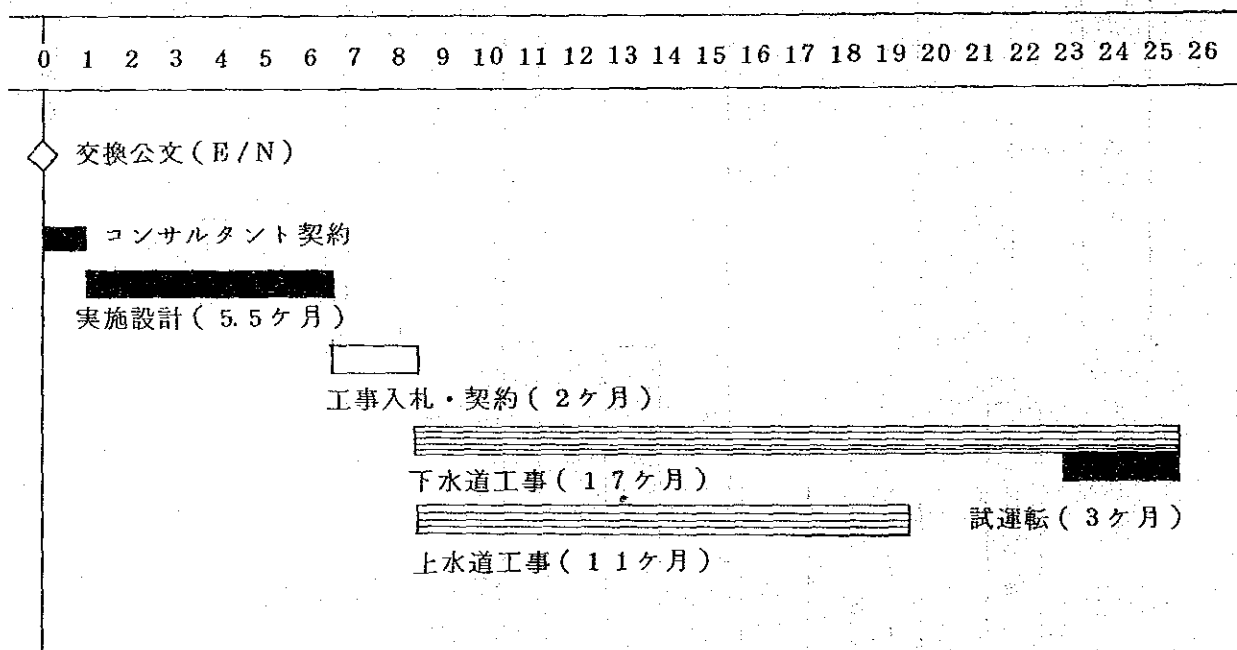 0 1 2 3 4 5 6 7 8 9 10 11 12 13 14 15 16 17 18 19 20 21 22 23 24 25 26
交換公文(E/N)
コンサルタント契約
実施設計(5.5ケ月)
工事入札・契約(2ケ月)
下水道工事(17ケ月)
試運転(3ケ月)
上水道工事(11ケ月)